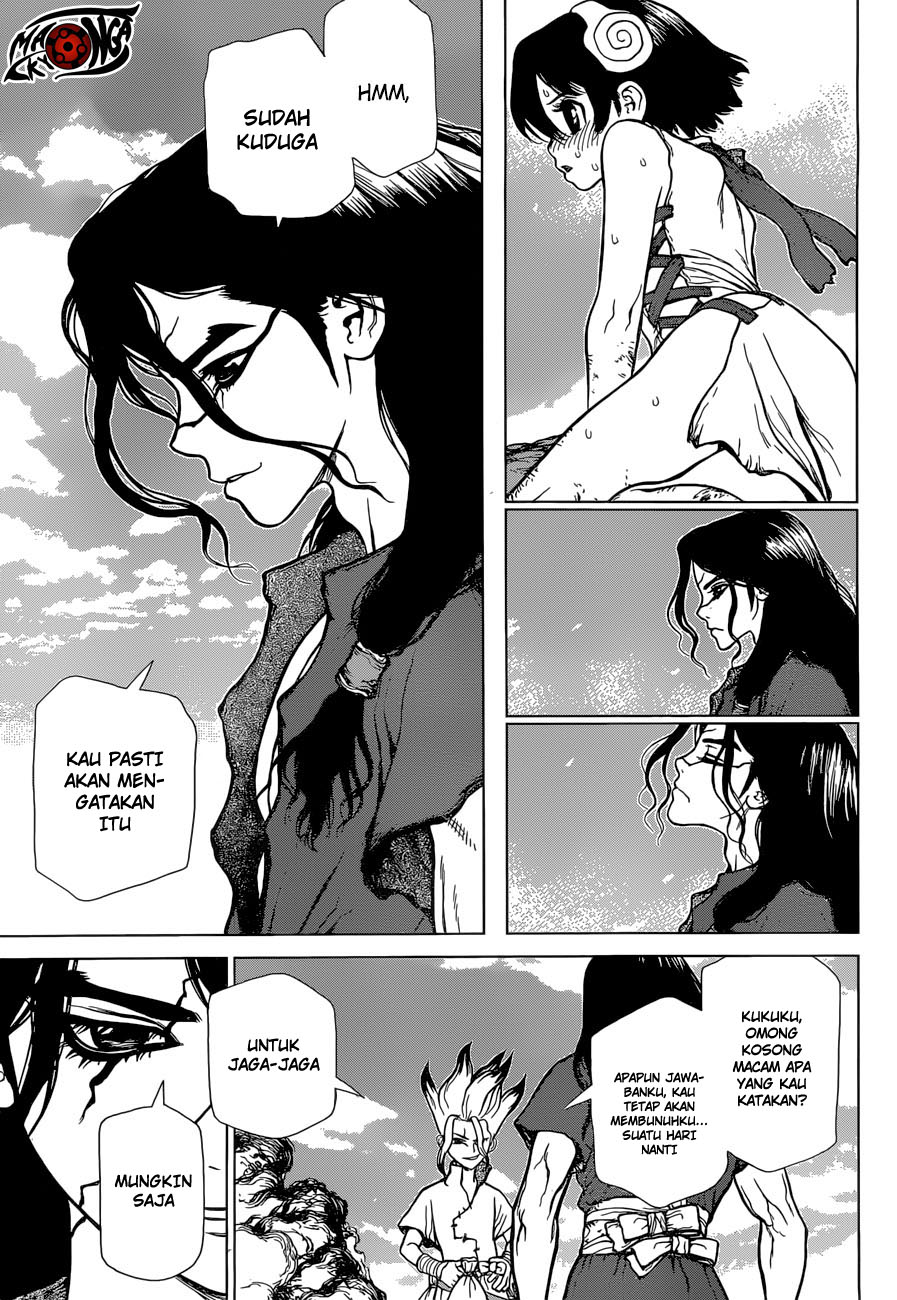 HMM,
SUDAH
KUDUGA
KAU PASTI
AKAN MEN-
GATAKAN
ITU
KUKUKU,
OMONG
KOSONG
MACAM APA
YANG KAU
KATAKAN?
APAPUN JAWA-
BANKU, KAU
TETAP AKAN
MEMBUNUHKU...
SUATU HARI
NANTI
UNTUK
JAGA-JAGA
MUNGKIN
SAJA